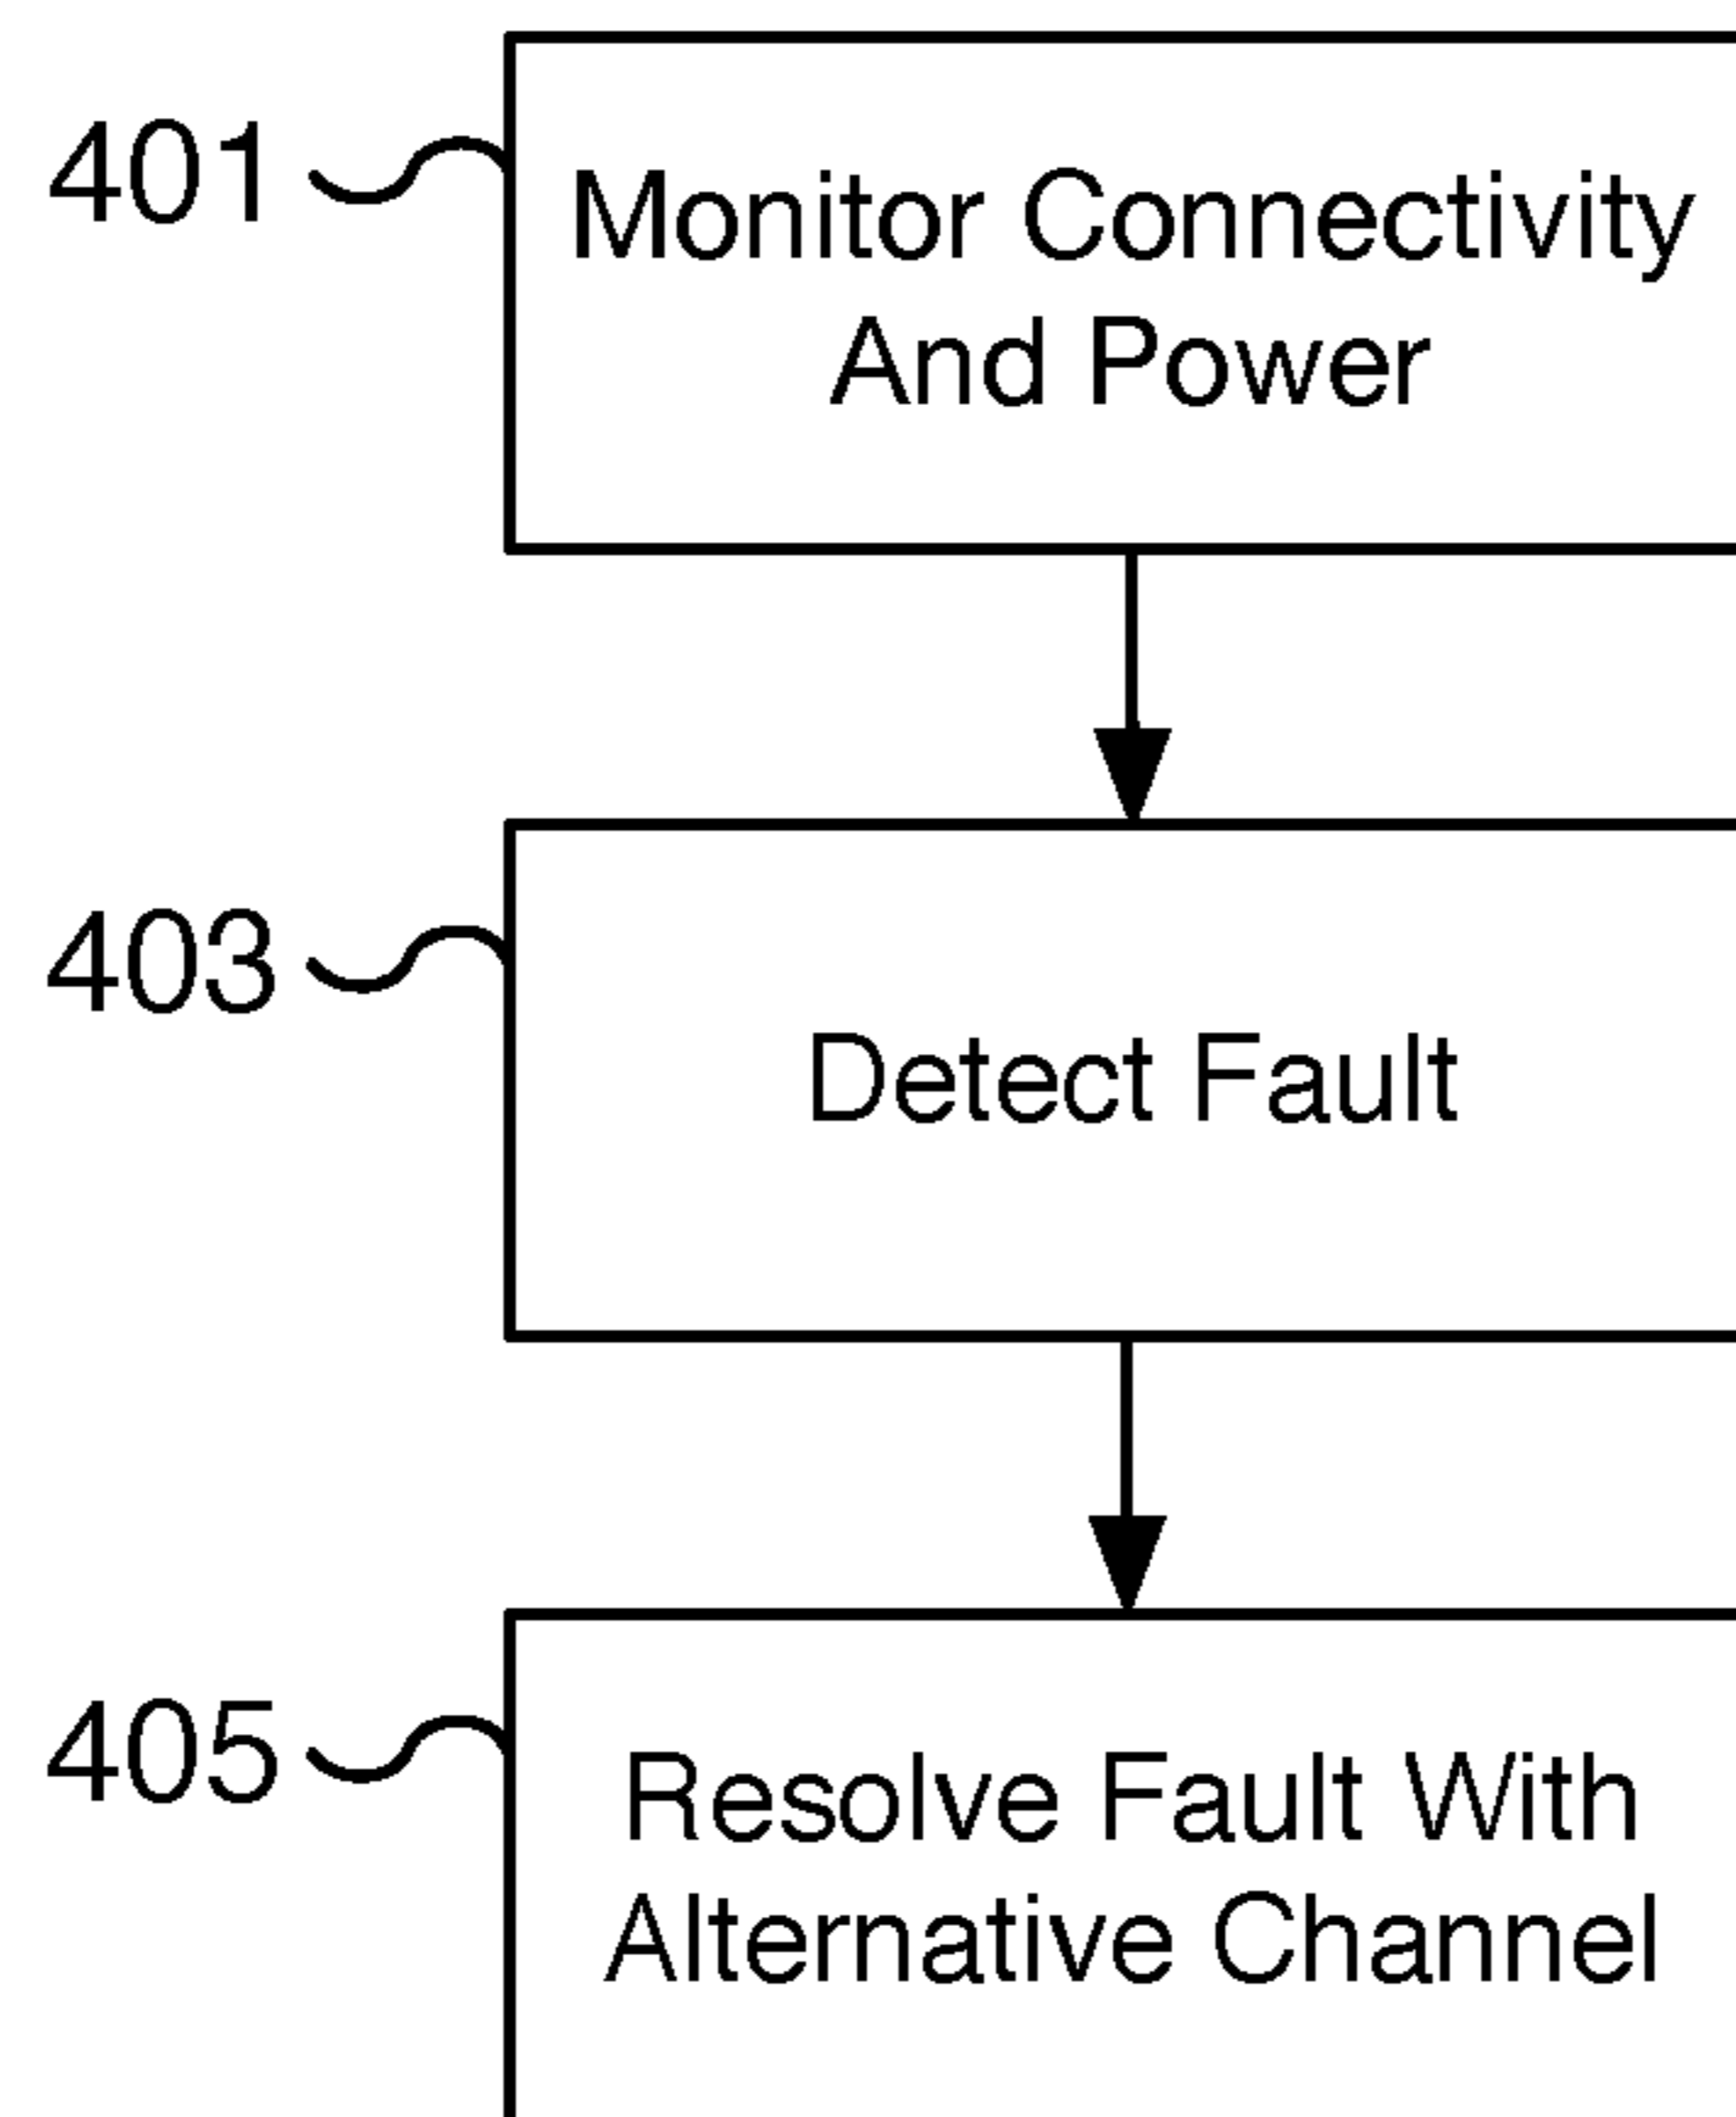 401
Monitor Connectivity
And Power
403
Detect Fault
405
Resolve Fault With
Alternative Channel